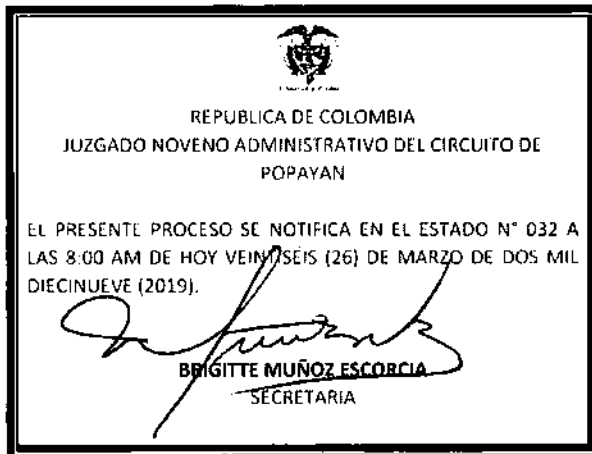 REPUBLICA DE COLOMBIA
JUZGADO NOVENO ADMINISTRATIVO DEL CIRCUITO DE
POPAYAN
EL PRESENTE PROCESO SE NOTIFICA EN EL ESTADO N° 032 A
LAS 8:00 AM DE HOY VEINTISEIS (26) DE MARZO DE DOS MIL
DIECINUEVE (2019).
BRIGITTE MUÑOZ ESCORCIA
SECRETARIA